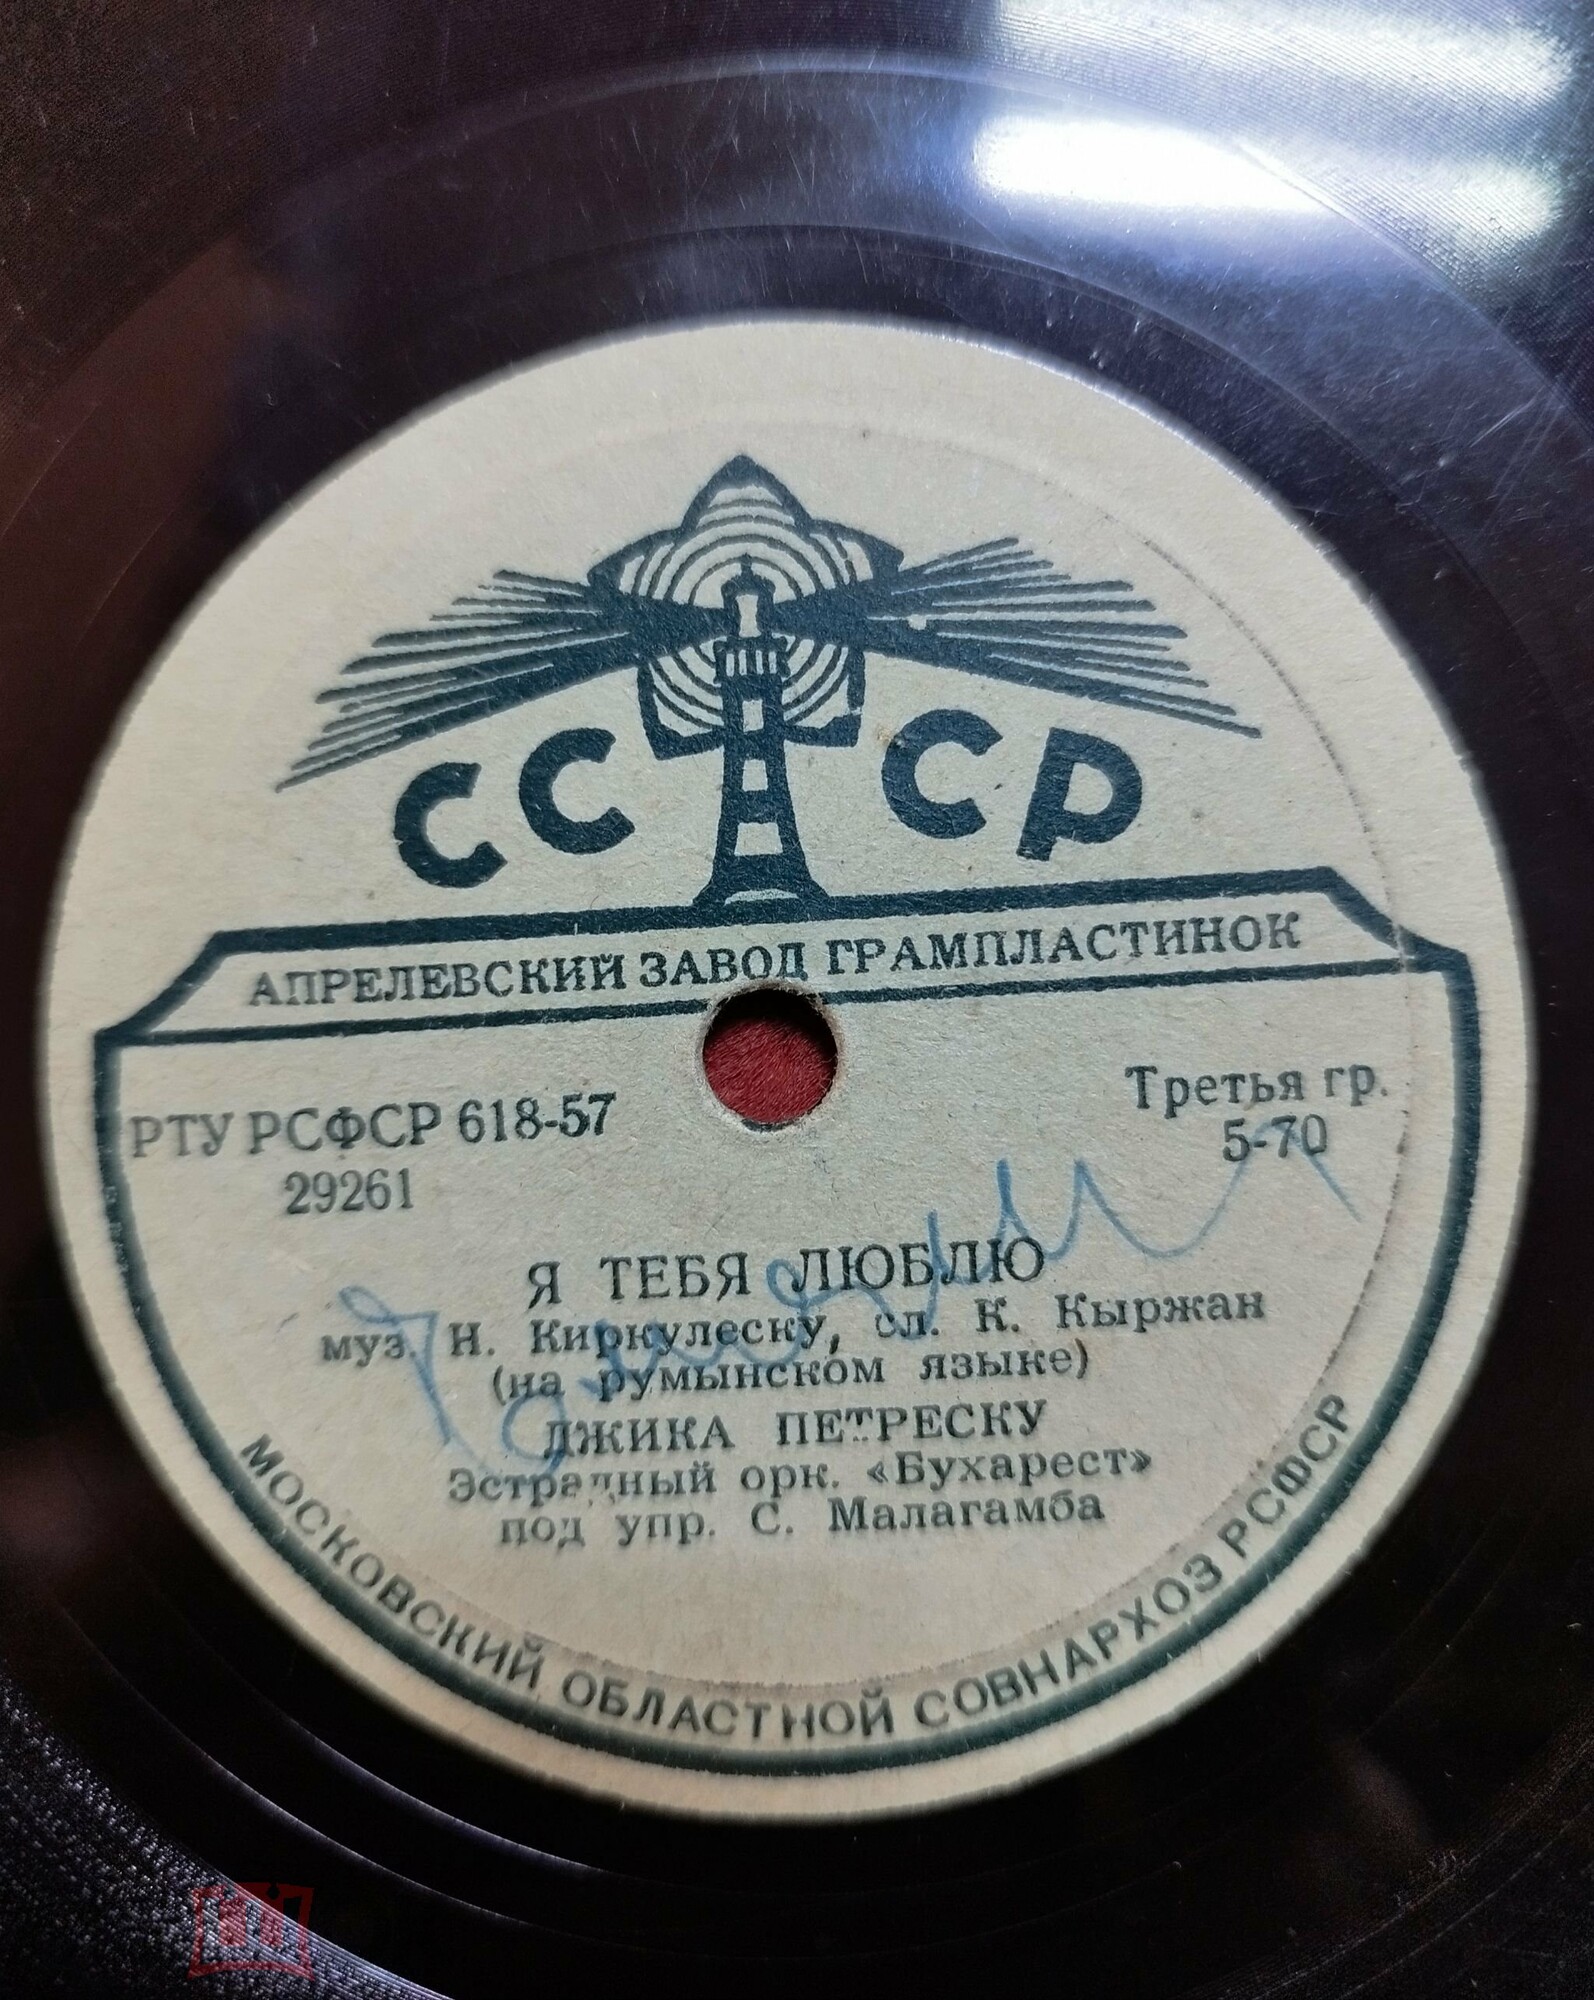 СССР
АПРЕЛЕВСКИЙ ЗАВОД ГРАМПЛАСТИНОК
РТУ РСФСР 618-57
29261
Третья гр.
5-70
Я ТЕБЯ ЛЮБЛЮ
муз. Н. Киркулеску, сл. К. Кыржан
(на румынском языке)
ДЖИКА ПЕТРЕСКУ
Эстрадный орк. «Бухарест»
под упр. С. Малагамба
МОСКОВСКИЙ ОБЛАСТНОЙ СОВНАРХОЗ РСФСР